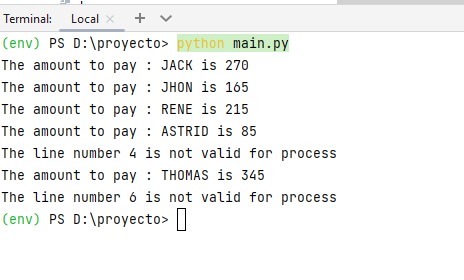 Terminal: Local × + ∨
(env) PS D:\proyecto> python main.py
The amount to pay : JACK is 270
The amount to pay : JHON is 165
The amount to pay : RENE is 215
The amount to pay : ASTRID is 85
The line number 4 is not valid for process
The amount to pay : THOMAS is 345
The line number 6 is not valid for process
(env) PS D:\proyecto>